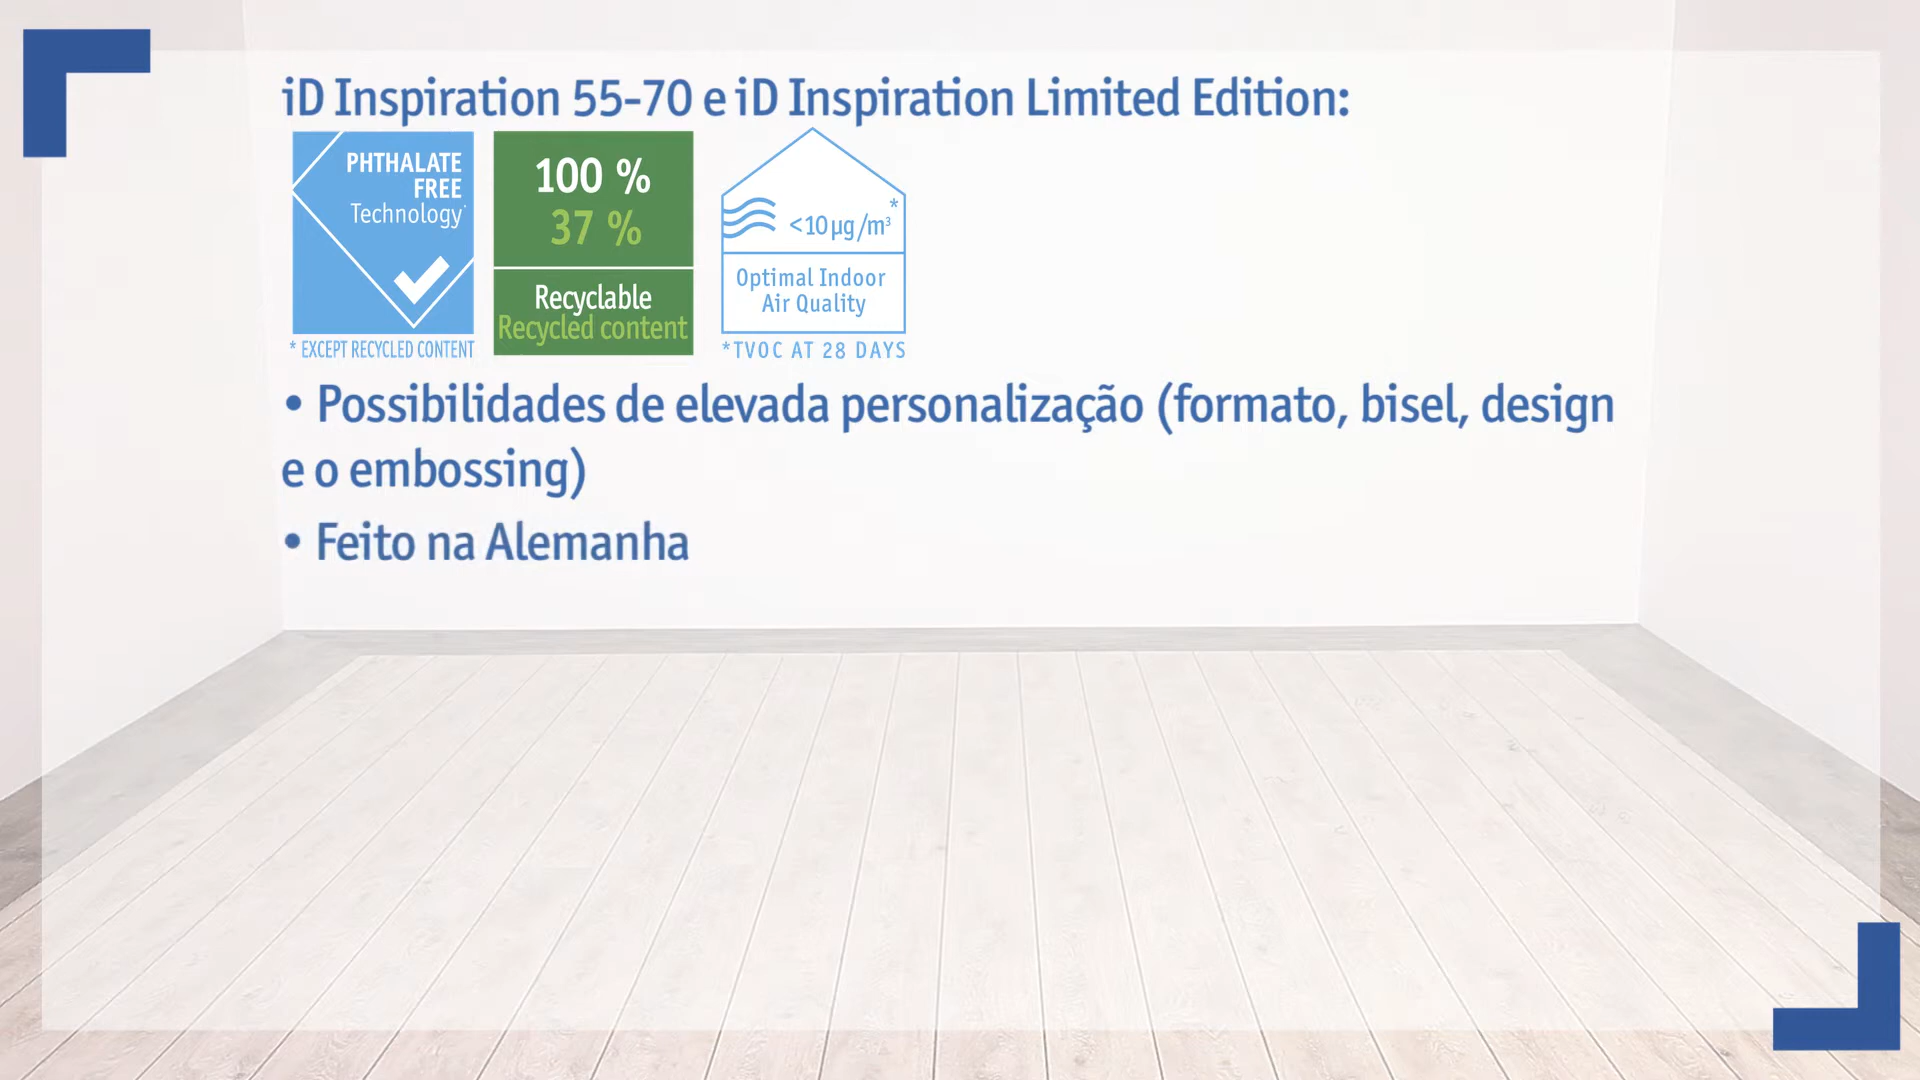 iD Inspiration 55-70 e iD Inspiration Limited Edition:
PHTHALATE
FREE
Technology*
* EXCEPT RECYCLED CONTENT
100 %
37 %
Recyclable
Recycled content
*
<10 µg/m³
Optimal Indoor
Air Quality
*TVOC AT 28 DAYS
• Possibilidades de elevada personalização (formato, bisel, design
e o embossing)
• Feito na Alemanha